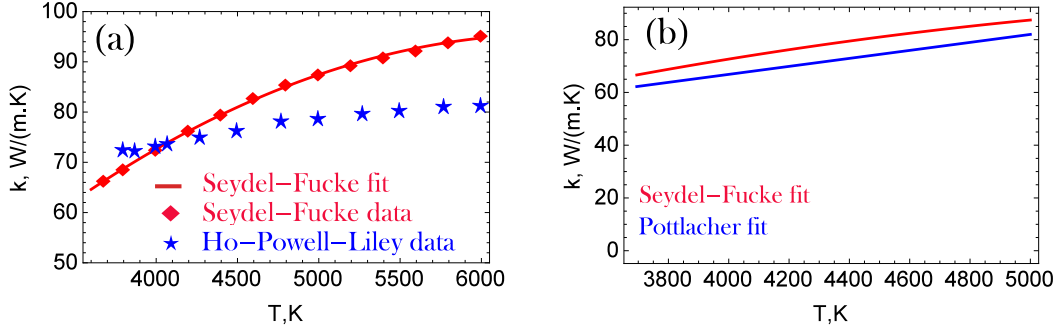 (a)
k, W/(m.K)
100
90
80
70
60
50
Seydel−Fucke fit
Seydel−Fucke data
Ho−Powell−Liley data
4000 4500 5000 5500 6000
T,K
(b)
k, W/(m.K)
80
60
40
20
0
Seydel−Fucke fit
Pottlacher fit
3800 4000 4200 4400 4600 4800 5000
T,K